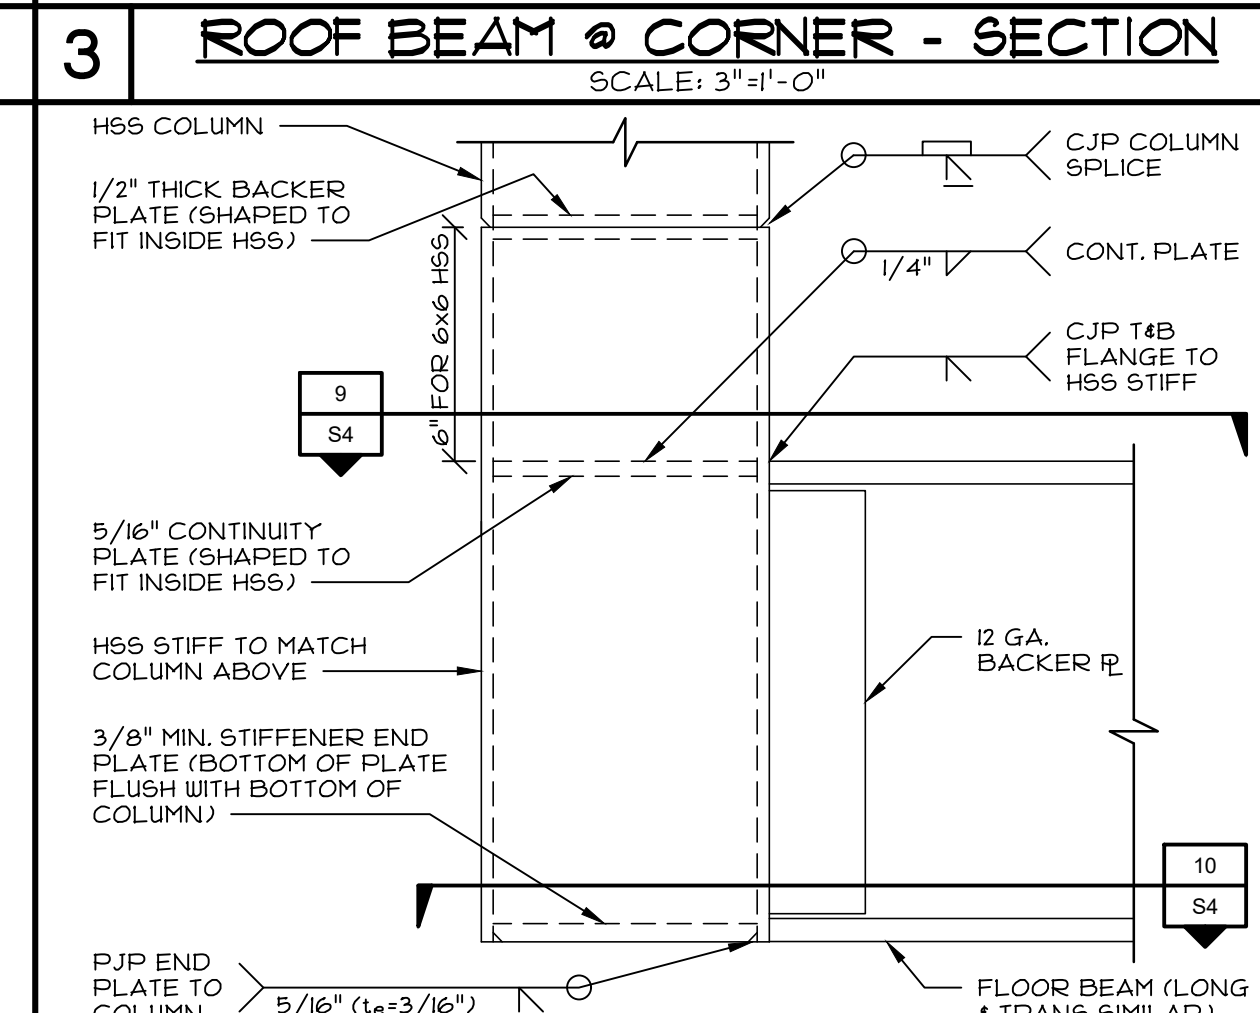 3
ROOF BEAM @ CORNER - SECTION
SCALE: 3"=1'-0"
HSS COLUMN
1/2" THICK BACKER
PLATE (SHAPED TO
FIT INSIDE HSS)
CJP COLUMN
SPLICE
1/4"
CONT. PLATE
6" FOR 6x6 HSS
CJP T&B
FLANGE TO
HSS STIFF
9
S4
5/16" CONTINUITY
PLATE (SHAPED TO
FIT INSIDE HSS)
HSS STIFF TO MATCH
COLUMN ABOVE
12 GA.
BACKER PL
3/8" MIN. STIFFENER END
PLATE (BOTTOM OF PLATE
FLUSH WITH BOTTOM OF
COLUMN)
10
S4
PJP END
PLATE TO
COLUMN
5/16" (te=3/16")
FLOOR BEAM (LONG
& TRANS SIMILAR)